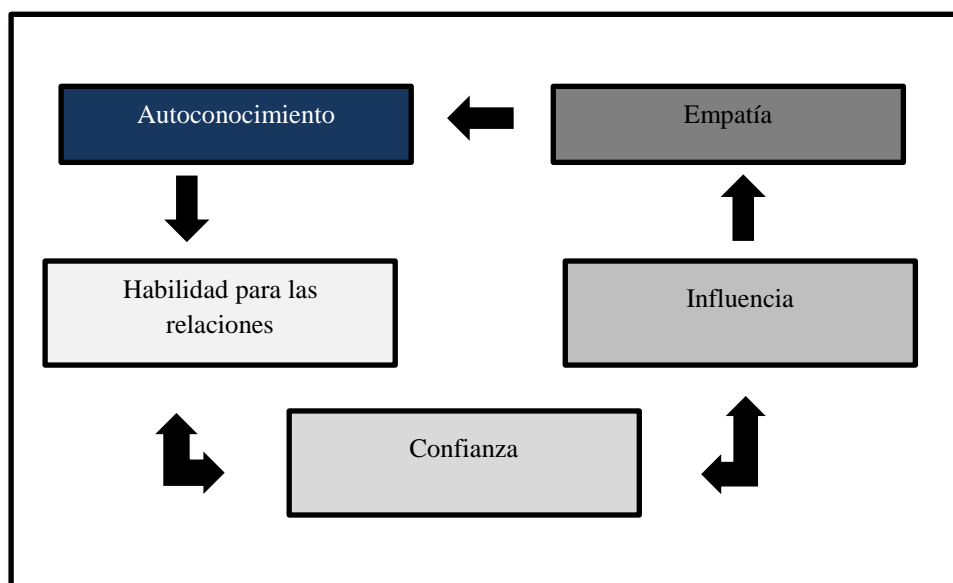 Autoconocimiento
Empatía
Habilidad para las
relaciones
Influencia
Confianza